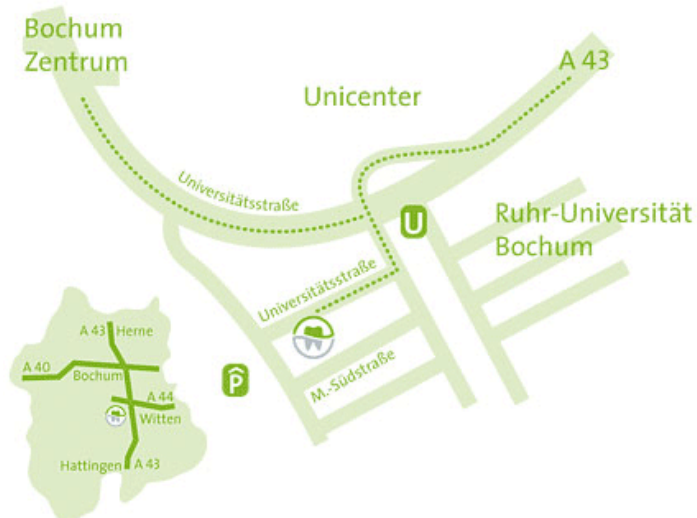 Bochum
Zentrum
A 43
Unicenter
Universitätsstraße
U
Ruhr-Universität
Bochum
Universitätsstraße
M.-Südstraße
P
A 43 Herne
A 40
Bochum
A 44
Witten
Hattingen A 43